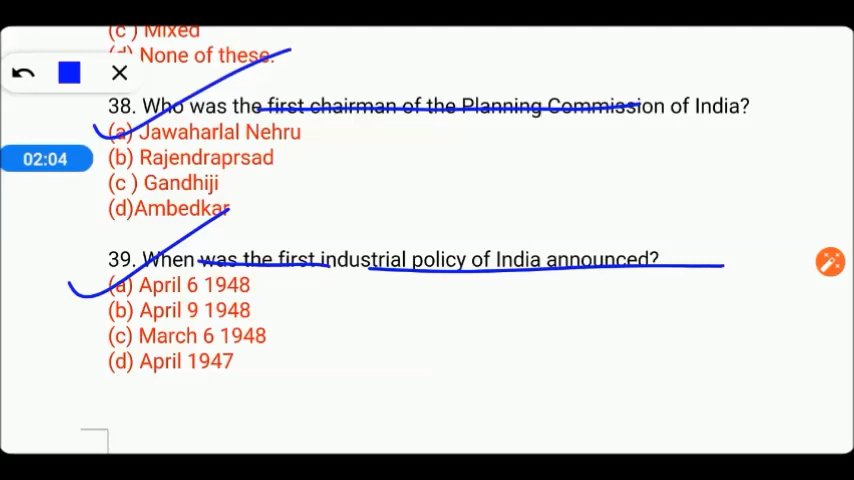 (c ) Mixed
(d) None of these.
38. Who was the first chairman of the Planning Commission of India?
(a) Jawaharlal Nehru
02:04
(b) Rajendraprsad
(c ) Gandhiji
(d)Ambedkar
39. When was the first industrial policy of India announced?
(a) April 6 1948
(b) April 9 1948
(c) March 6 1948
(d) April 1947